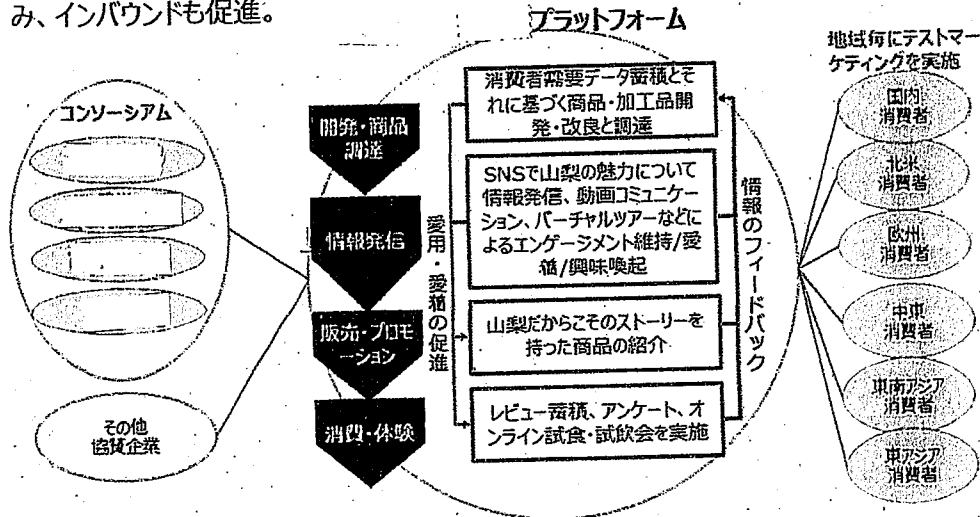 み、インバウンドも促進。
プラットフォーム
地域毎にテストマー
ケティングを実施
コンソーシアム
その他
協賛企業
開発・商品
調達
情報発信
販売・プロモ
ーション
消費・体験
愛用・愛顧の促進
消費者需要データ蓄積とそ
れに基づく商品・加工品開
発・改良と調達
SNSで山梨の魅力について
情報発信、動画コミュニケー
ション、バーチャルツアーなどに
よるエンゲージメント維持/愛
顧/興味喚起
山梨だからこそのストーリーを
持った商品の紹介
レビュー蓄積、アンケート、オ
ンライン試食・試飲会を実施
情報のフィードバック
国内
消費者
北米
消費者
欧州
消費者
中東
消費者
東南アジア
消費者
東アジア
消費者